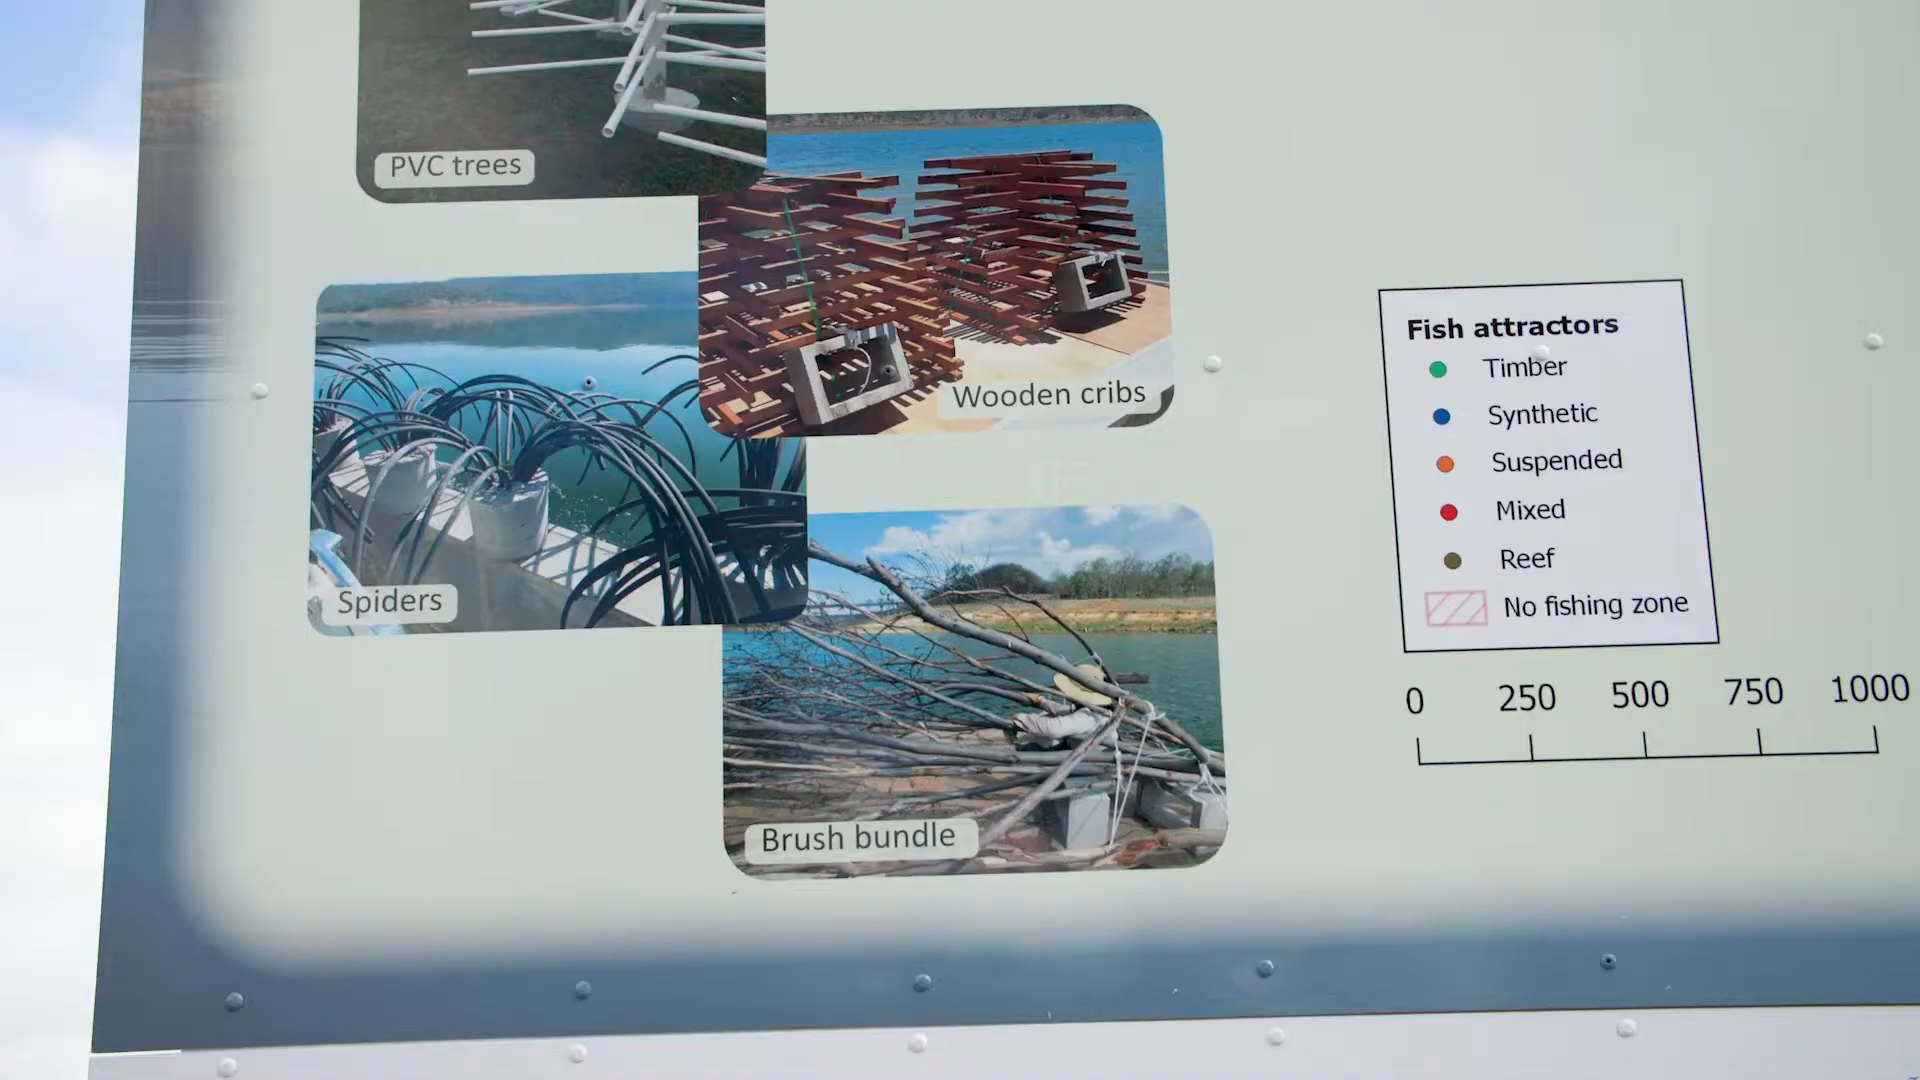 PVC trees
Wooden cribs
Spiders
Brush bundle
Fish attractors
Timber
Synthetic
Suspended
Mixed
Reef
No fishing zone
0 250 500 750 1000